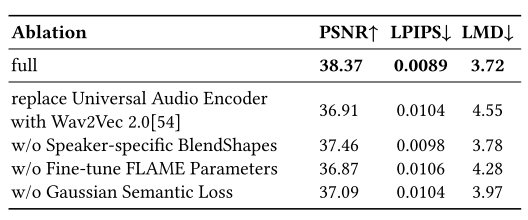 Ablation PSNR↑ LPIPS↓ LMD↓
full 38.37 0.0089 3.72
replace Universal Audio Encoder
with Wav2Vec 2.0[54] 36.91 0.0104 4.55
w/o Speaker-specific BlendShapes 37.46 0.0098 3.78
w/o Fine-tune FLAME Parameters 36.87 0.0106 4.28
w/o Gaussian Semantic Loss 37.09 0.0104 3.97